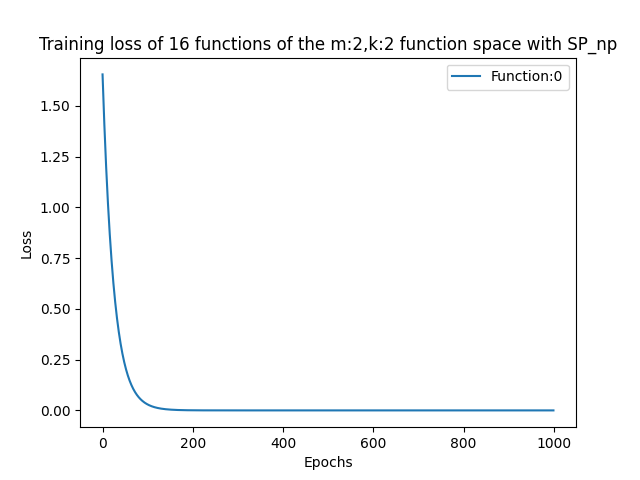 Training loss of 16 functions of the m:2,k:2 function space with SP_np
Function:0
1.50
1.25
1.00
0.75
0.50
0.25
0.00
Loss
0 200 400 600 800 1000
Epochs